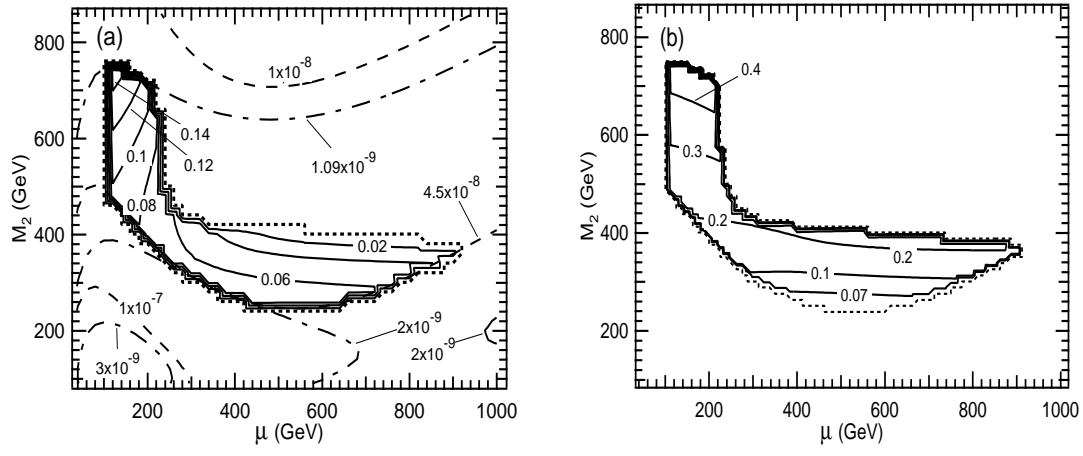 (a)
800
600
400
200
M2 (GeV)
1x10-8
0.14
0.1
0.12
1.09x10-9
4.5x10-8
0.08
0.02
0.06
1x10-7
2x10-9
2x10-9
3x10-9
200 400 600 800 1000
μ (GeV)
(b)
800
600
400
200
M2 (GeV)
0.4
0.3
0.2
0.2
0.1
0.07
200 400 600 800 1000
μ (GeV)